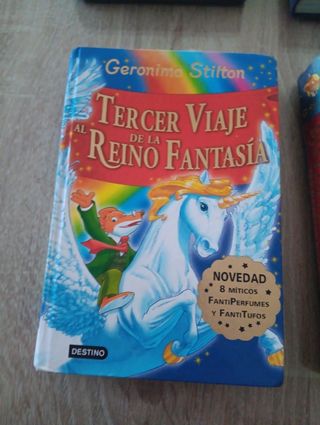 Geronimo Stilton
TERCER VIAJE
AL REINO DE LA FANTASÍA
NOVEDAD
8 MÍTICOS
FANTIPERFUMES
Y FANTITUFOS
DESTINO